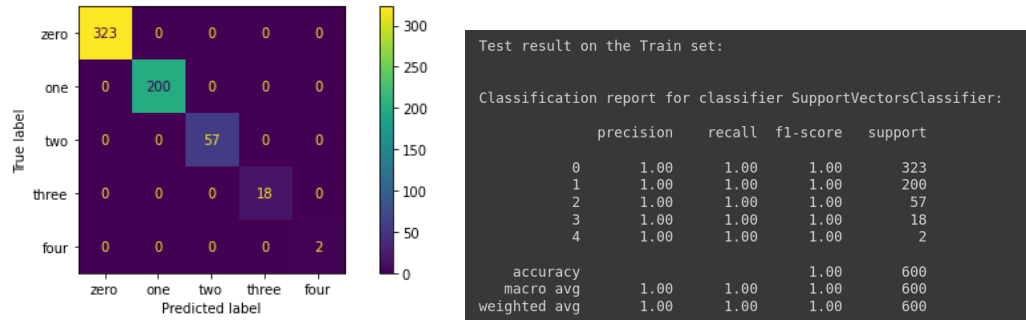 zero 323 0 0 0 0
one 0 200 0 0 0
two 0 0 57 0 0
three 0 0 0 18 0
four 0 0 0 0 2
zero one two three four
Predicted label
True label
300
250
200
150
100
50
0
Test result on the Train set:
Classification report for classifier SupportVectorsClassifier:
precision recall f1-score support
0 1.00 1.00 1.00 323
1 1.00 1.00 1.00 200
2 1.00 1.00 1.00 57
3 1.00 1.00 1.00 18
4 1.00 1.00 1.00 2
accuracy 1.00 600
macro avg 1.00 1.00 1.00 600
weighted avg 1.00 1.00 1.00 600